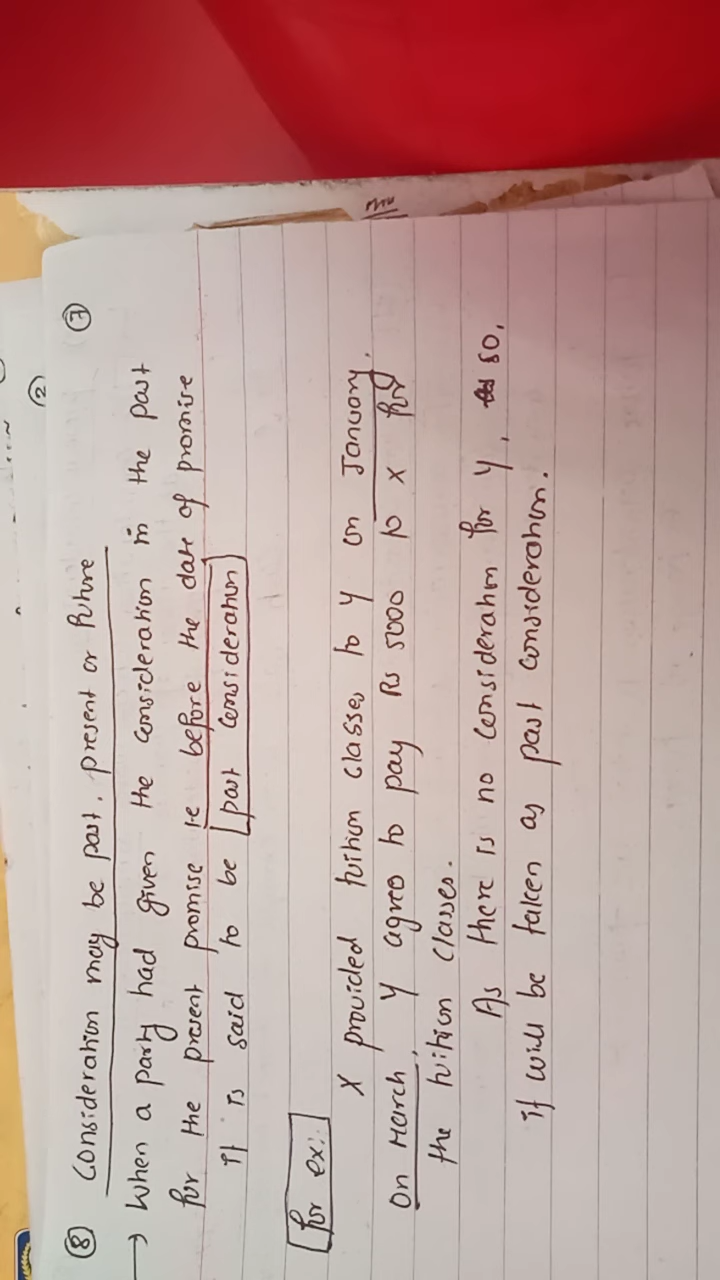 ②
⑧ Consideration may be past, present or future ⑦
→ When a party had given the consideration in the past
for the present promise i.e before the date of promise
it is said to be [past consideration]
for ex:
X provided tuition classes to Y on January.
On March, Y agree to pay Rs 5000 to X for
the tuition classes.
As there is no consideration for Y, so,
it will be taken as past consideration.